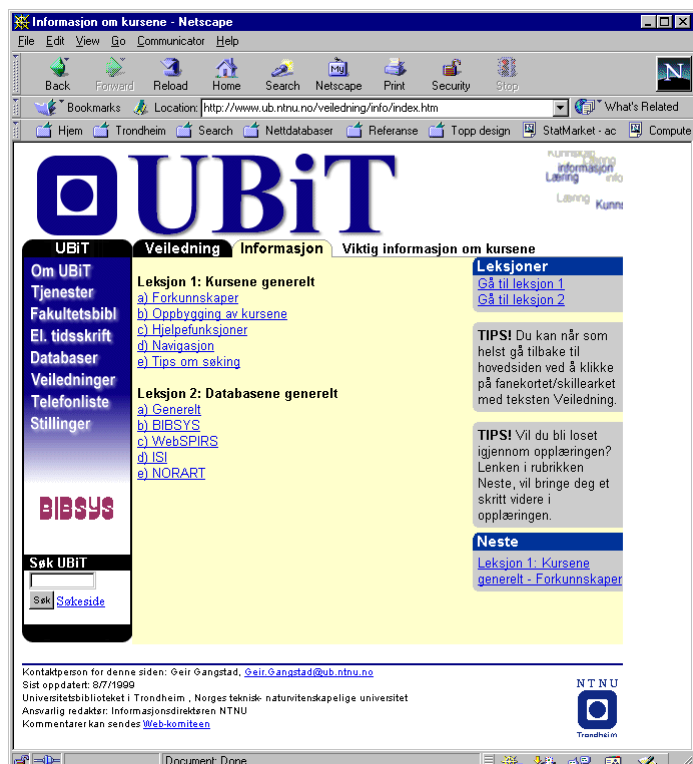 Informasjon om kursene - Netscape
File Edit View Go Communicator Help
Back Forward Reload Home Search Netscape Print Security Stop
N
Bookmarks Location: http://www.ub.ntnu.no/veiledning/info/index.htm What's Related
Hjem Trondheim Search Nettdatabaser Referanse Topp design StatMarket - ac Compute
UBiT
Kunnskap
Læring
informasjon
Læring info
Læring
Kunns
UBiT
Veiledning Informasjon Viktig informasjon om kursene
Om UBiT
Tjenester
Fakultetsbibl
El. tidsskrift
Databaser
Veiledninger
Telefonliste
Stillinger
BIBSYS
Søk UBiT
Søk Søkeside
Leksjon 1: Kursene generelt
a) Forkunnskaper
b) Oppbygging av kursene
c) Hjelpefunksjoner
d) Navigasjon
e) Tips om søking
Leksjon 2: Databasene generelt
a) Generelt
b) BIBSYS
c) WebSPIRS
d) ISI
e) NORART
Leksjoner
Gå til leksjon 1
Gå til leksjon 2
TIPS! Du kan når som
helst gå tilbake til
hovedsiden ved å klikke
på fanekortet/skillearket
med teksten Veiledning.
TIPS! Vil du bli loset
igjennom opplæringen?
Lenken i rubrikken
Neste, vil bringe deg et
skritt videre i
opplæringen.
Neste
Leksjon 1: Kursene
generelt - Forkunnskaper
Kontaktperson for denne siden: Geir Gangstad, Geir.Gangstad@ub.ntnu.no
Sist oppdatert: 8/7/1999
Universitetsbiblioteket i Trondheim , Norges teknisk- naturvitenskapelige universitet
Ansvarlig redaktør: Informasjonsdirektøren NTNU
Kommentarer kan sendes Web-komiteen
NTNU
Trondheim
Document: Done